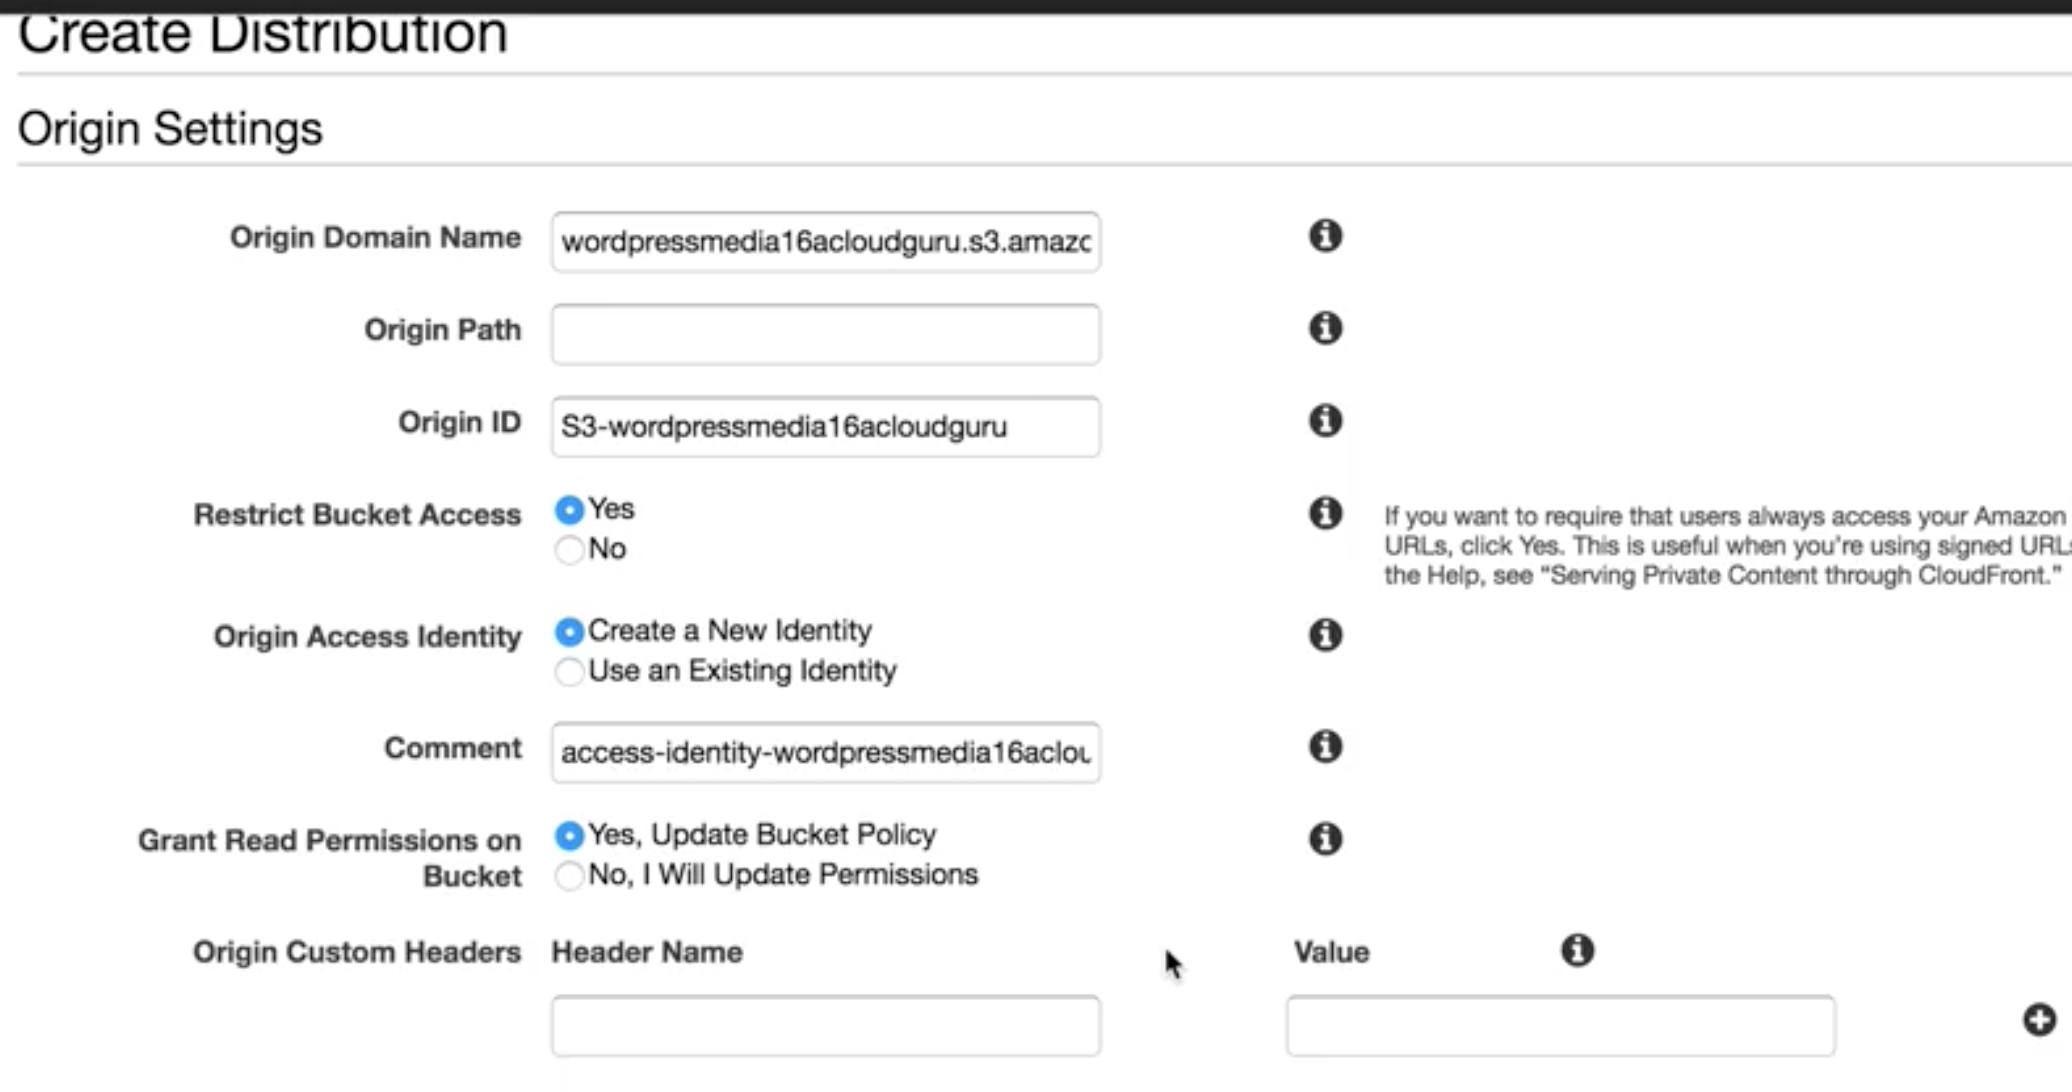 Create Distribution
Origin Settings
Origin Domain Name wordpressmedia16acloudguru.s3.amazc
Origin Path
Origin ID S3-wordpressmedia16acloudguru
Restrict Bucket Access Yes
No
If you want to require that users always access your Amazon
URLs, click Yes. This is useful when you're using signed URLs
the Help, see "Serving Private Content through CloudFront."
Origin Access Identity Create a New Identity
Use an Existing Identity
Comment access-identity-wordpressmedia16aclou
Grant Read Permissions on
Bucket
Yes, Update Bucket Policy
No, I Will Update Permissions
Origin Custom Headers Header Name Value